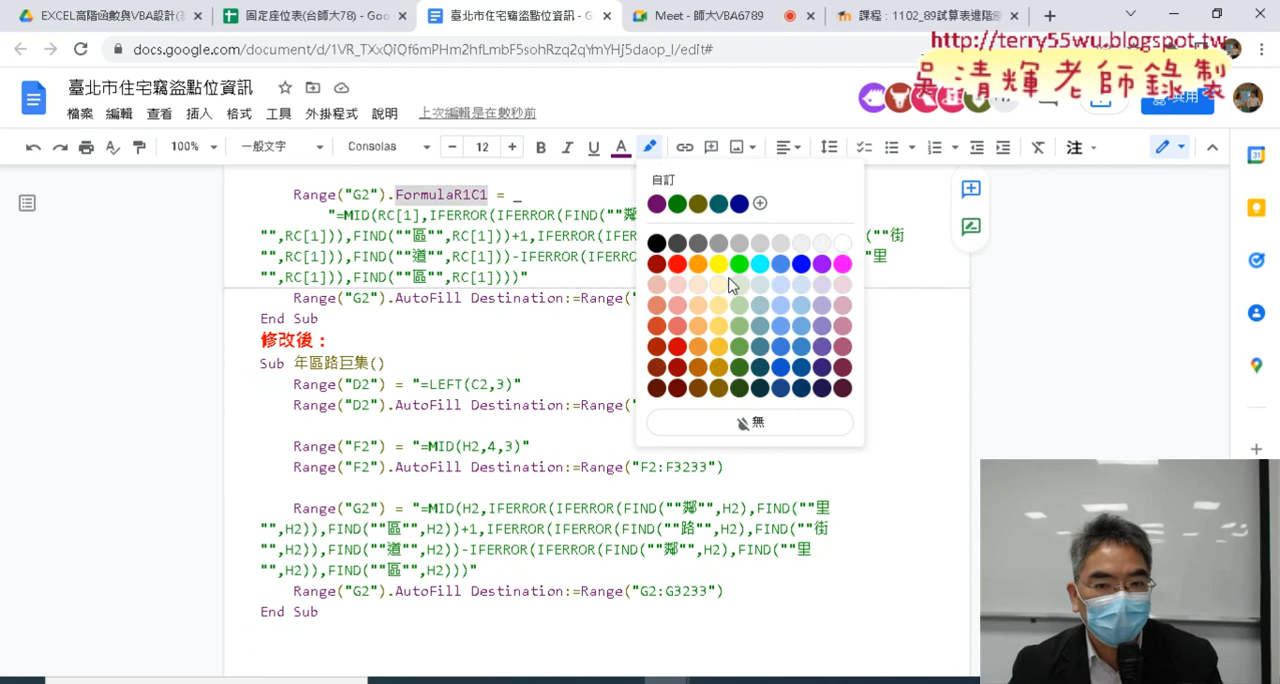 EXCEL高階函數與VBA設計(
固定座位表(台師大78) - Goo
臺北市住宅竊盜點位資訊 - G
Meet - 師大VBA6789
課程：1102_89試算表進階
docs.google.com/document/d/1VR_TXxQiQf6mPHm2hfLmbF5sohRzq2qYmYHj5daop_I/edit#
http://terry55wu.blogspot.tw
吳清輝老師錄製
臺北市住宅竊盜點位資訊
檔案 編輯 查看 插入 格式 工具 外掛程式 說明 上次編輯是在數秒前
100% 一般文字 Consolas 12 B I U A 注
自訂
無
Range("G2").FormulaR1C1 = _
"=MID(RC[1],IFERROR(IFERROR(FIND(""鄰
"",RC[1])),FIND(""區"",RC[1]))+1,IFERROR(IFER (""街
"",RC[1])),FIND(""道"",RC[1]))-IFERROR(IFERRO ""里
"",RC[1])),FIND(""區"",RC[1])))"
Range("G2").AutoFill Destination:=Range("
End Sub
修改後：
Sub 年區路巨集()
Range("D2") = "=LEFT(C2,3)"
Range("D2").AutoFill Destination:=Range("
Range("F2") = "=MID(H2,4,3)"
Range("F2").AutoFill Destination:=Range("F2:F3233")
Range("G2") = "=MID(H2,IFERROR(IFERROR(FIND(""鄰"",H2),FIND(""里
"",H2)),FIND(""區"",H2))+1,IFERROR(IFERROR(FIND(""路"",H2),FIND(""街
"",H2)),FIND(""道"",H2))-IFERROR(IFERROR(FIND(""鄰"",H2),FIND(""里
"",H2)),FIND(""區"",H2)))"
Range("G2").AutoFill Destination:=Range("G2:G3233")
End Sub